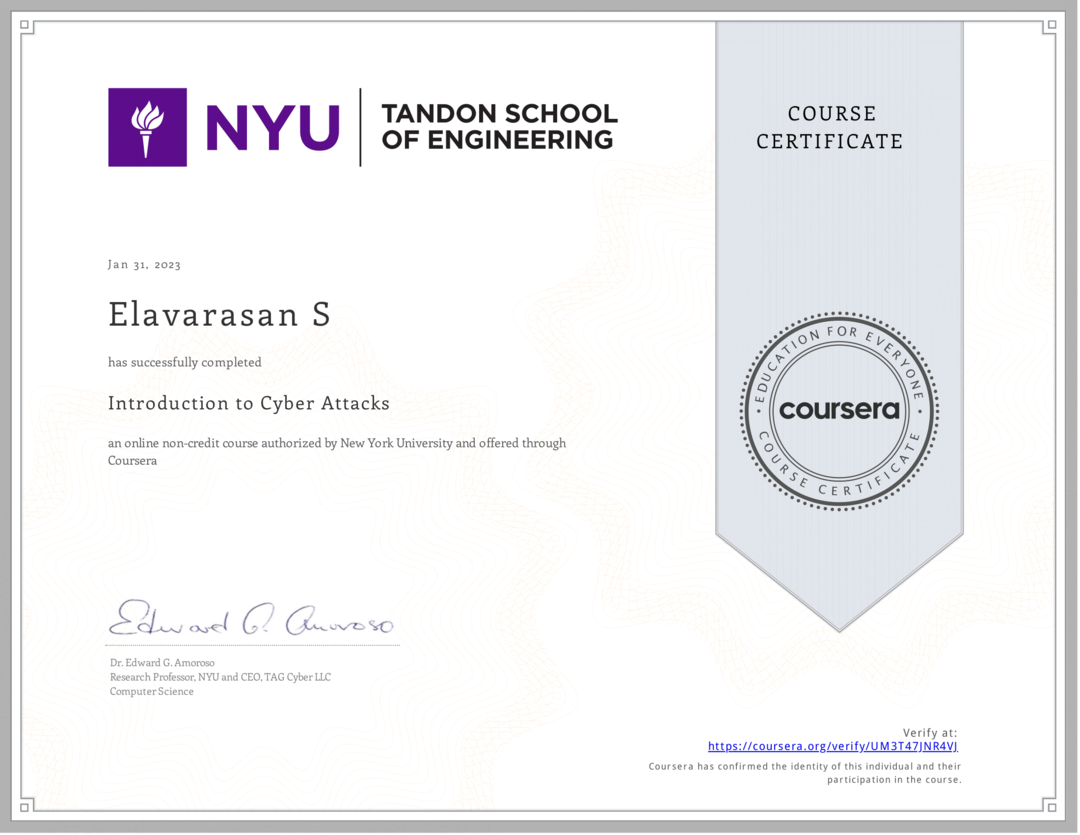 NYU
TANDON SCHOOL
OF ENGINEERING
COURSE
CERTIFICATE
Jan 31, 2023
Elavarasan S
has successfully completed
Introduction to Cyber Attacks
an online non-credit course authorized by New York University and offered through
Coursera
EDUCATION FOR EVERYONE
coursera
COURSE CERTIFICATE
Edward G. Amoroso
Dr. Edward G. Amoroso
Research Professor, NYU and CEO, TAG Cyber LLC
Computer Science
Verify at:
https://coursera.org/verify/UM3T47JNR4VJ
Coursera has confirmed the identity of this individual and their
participation in the course.